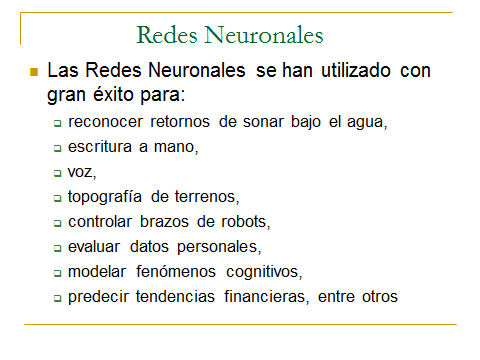 Redes Neuronales
Las Redes Neuronales se han utilizado con
gran éxito para:
reconocer retornos de sonar bajo el agua,
escritura a mano,
voz,
topografía de terrenos,
controlar brazos de robots,
evaluar datos personales,
modelar fenómenos cognitivos,
predecir tendencias financieras, entre otros